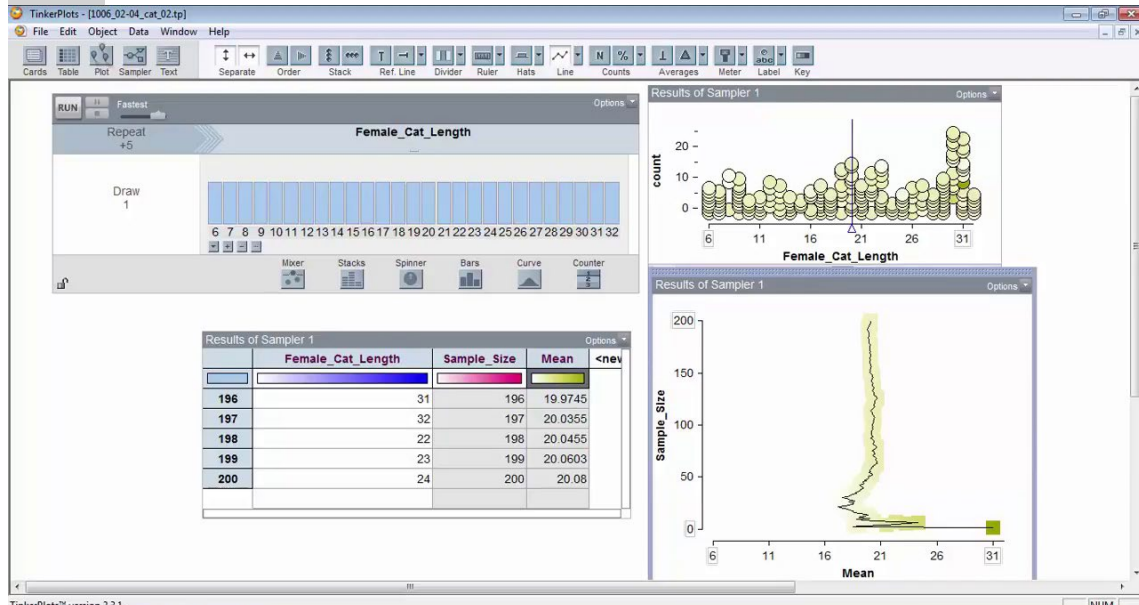 TinkerPlots - [1006_02-04_cat_02.tp]
File Edit Object Data Window Help
Cards Table Plot Sampler Text Separate Order Stack Ref. Line Divider Ruler Hats Line Counts Averages Meter Label Key
RUN Fastest Options
Repeat
+5
Female_Cat_Length
Draw
1
6 7 8 9 10 11 12 13 14 15 16 17 18 19 20 21 22 23 24 25 26 27 28 29 30 31 32
Mixer Stacks Spinner Bars Curve Counter
Results of Sampler 1 Options
Female_Cat_Length Sample_Size Mean <new
196 31 196 19.9745
197 32 197 20.0355
198 22 198 20.0455
199 23 199 20.0603
200 24 200 20.08
Results of Sampler 1 Options
count
20
10
0
6 11 16 21 26 31
Female_Cat_Length
Results of Sampler 1 Options
Sample_Size
200
150
100
50
0
6 11 16 21 26 31
Mean
TinkerPlots™ version 2.3.1
NUM